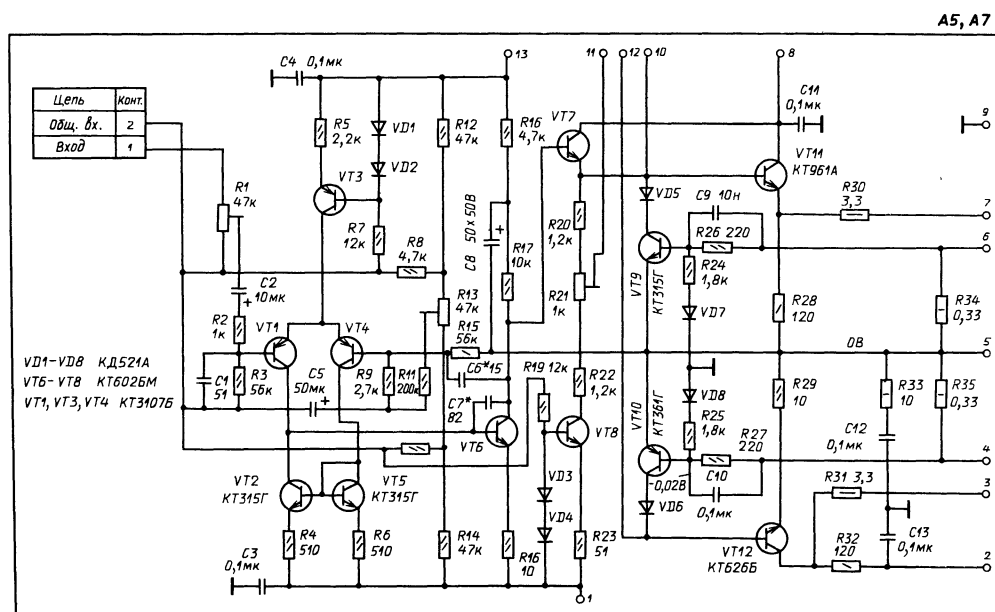 А5, А7
Цепь Конт.
Общ. вх. 2
Вход 1
C4 0,1мк
13
11
12
10
8
9
7
6
5
4
3
2
1
R5
2,2к
VD1
VD2
R12
47к
R16
4,7к
VT7
C11
0,1мк
VT11
КТ961А
R30
3,3
R1
47к
VT3
R7
12к
R8
4,7к
C8 50×50В
+
R17
10к
R20
1,2к
VD5
C9 10н
R26 220
R24
1,8к
VT9
КТ315Г
C2
10мк
+
R13
47к
R21
1к
VD7
R28
120
R34
0,33
R2
1к
VT1
VT4
R15
56к
0В
VD1-VD8 КД521А
VT6-VT8 КТ602БМ
VT1, VT3, VT4 КТ3107Б
C1
51
R3
56к
C5
50мк
+
R9
2,7к
R11
200к
C6*15
C7*
82
R19 12к
R22
1,2к
VT10
КТ361Г
VD8
R25
1,8к
R29
10
R33
10
R35
0,33
VT6
VT8
R27
220
C12
0,1мк
VT2
КТ315Г
VT5
КТ315Г
VD3
VD4
-0,02В
VD6
C10
0,1мк
R31 3,3
R4
510
R6
510
R14
47к
R16
10
R23
51
VT12
КТ626Б
R32
120
C13
0,1мк
C3
0,1мк